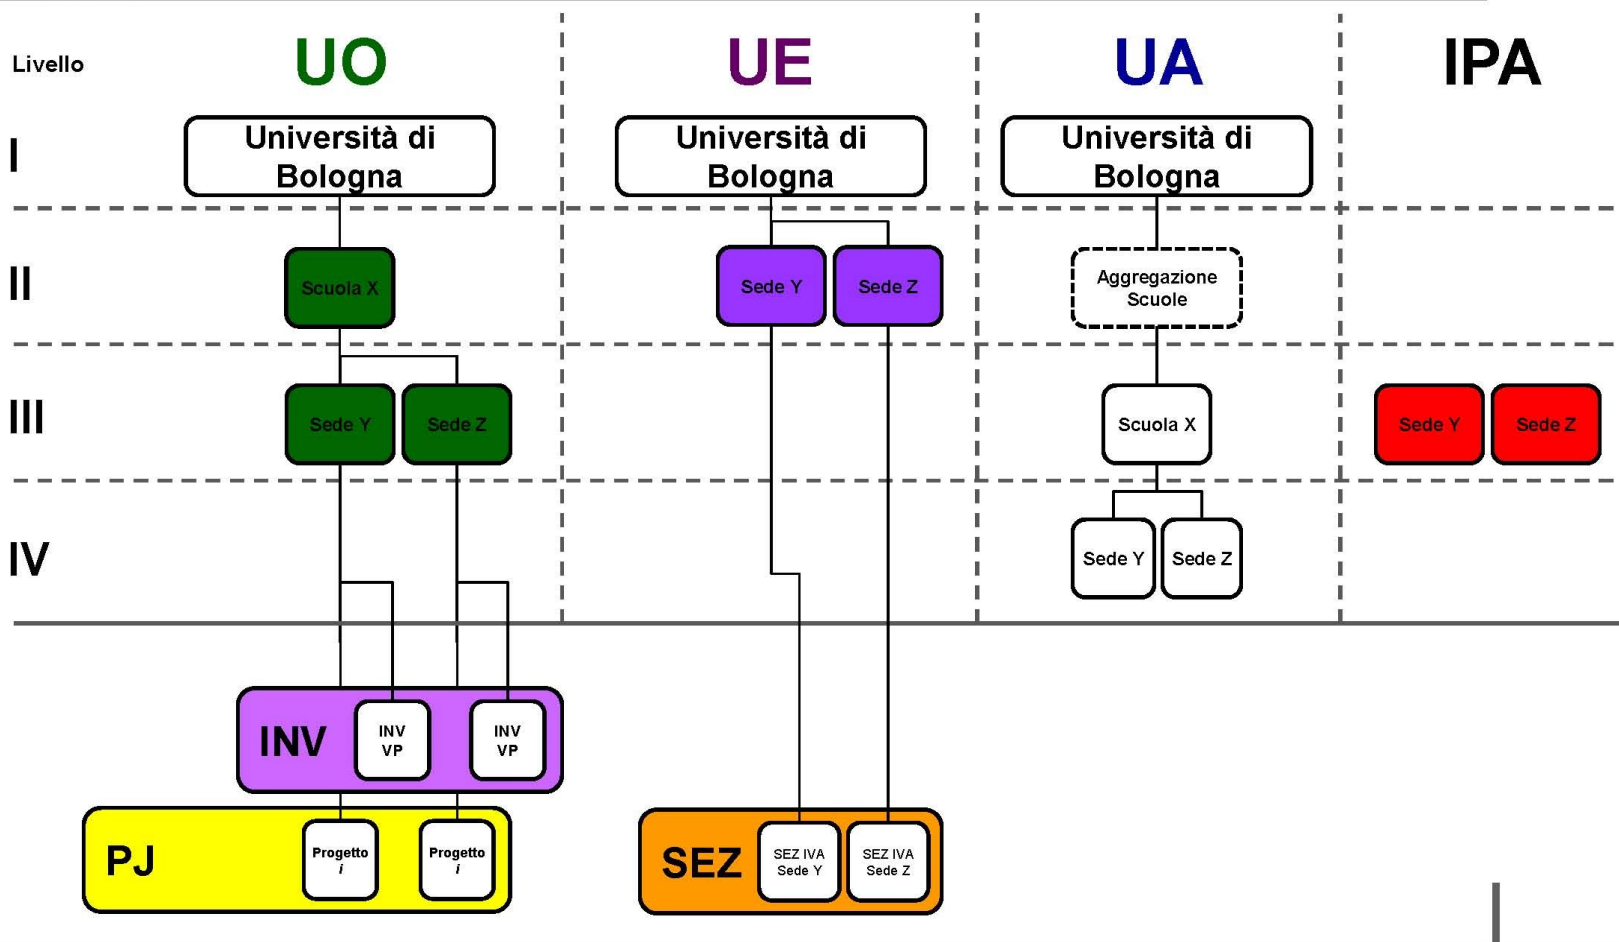 Livello
UO
UE
UA
IPA
I
Università di
Bologna
Università di
Bologna
Università di
Bologna
II
Scuola X
Sede Y
Sede Z
Aggregazione
Scuole
III
Sede Y
Sede Z
Scuola X
Sede Y
Sede Z
IV
Sede Y
Sede Z
INV
INV
VP
INV
VP
PJ
Progetto
i
Progetto
i
SEZ
SEZ IVA
Sede Y
SEZ IVA
Sede Z